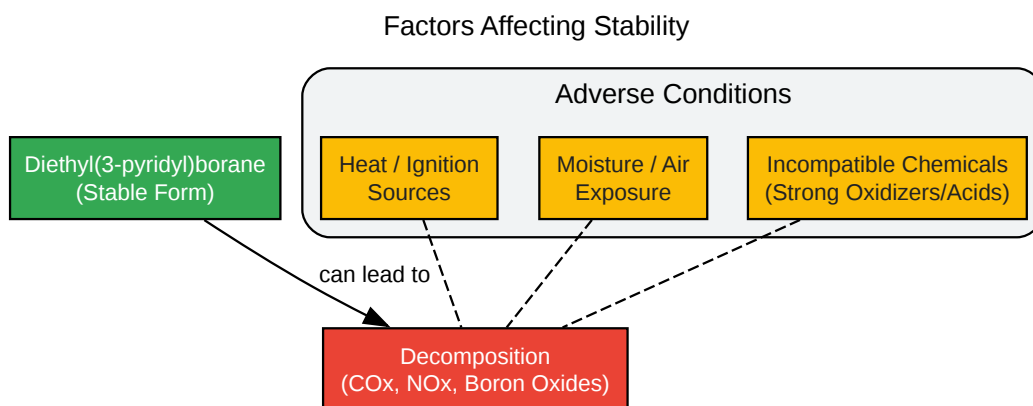 Factors Affecting Stability
Adverse Conditions
Diethyl(3-pyridyl)borane
(Stable Form)
Heat / Ignition
Sources
Moisture / Air
Exposure
Incompatible Chemicals
(Strong Oxidizers/Acids)
can lead to
Decomposition
(COx, NOx, Boron Oxides)